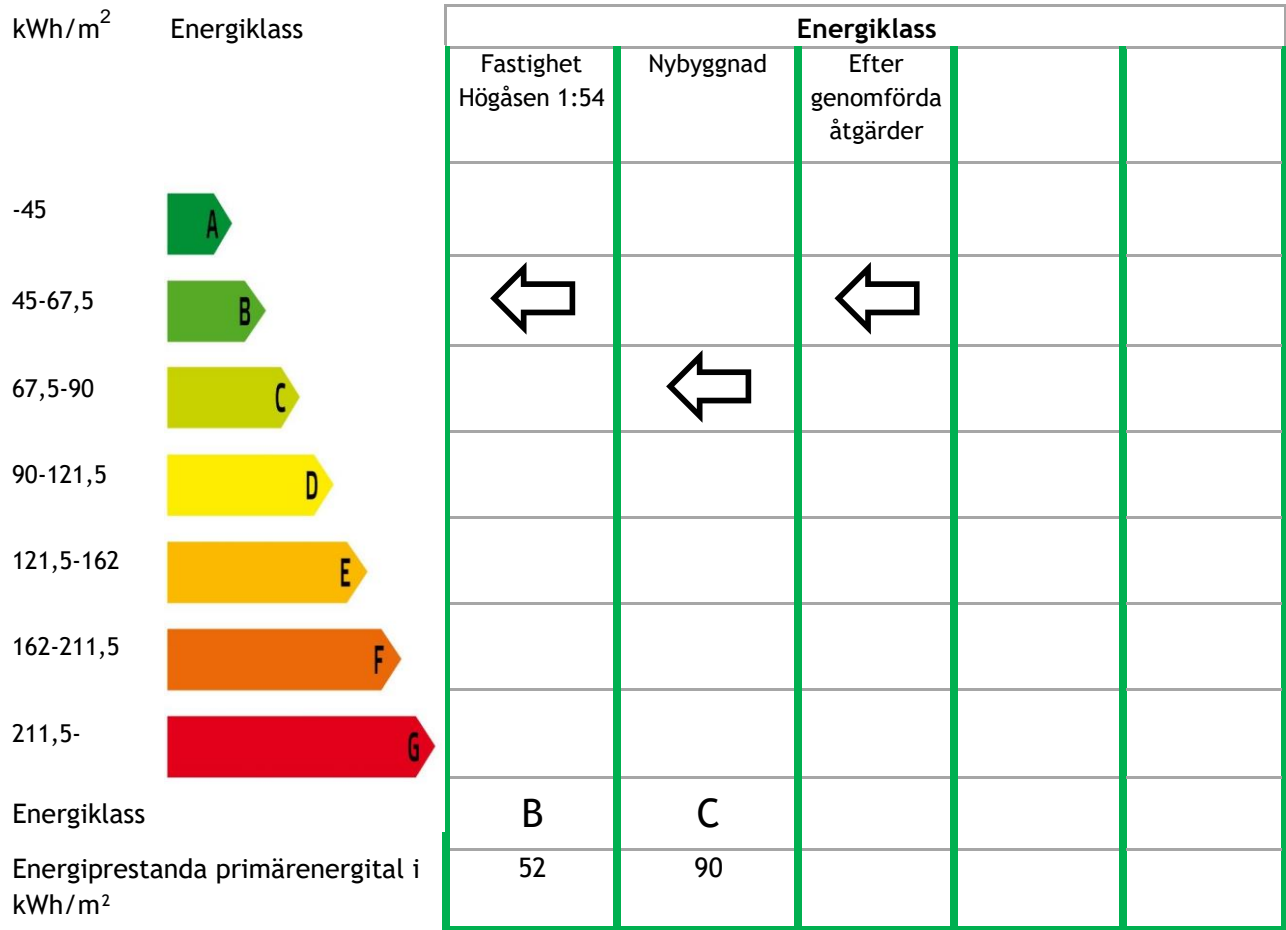 kWh/m² Energiklass Energiklass
Fastighet Nybyggnad Efter
Högåsen 1:54 genomförda
åtgärder
-45 A
45-67,5 B
67,5-90 C
90-121,5 D
121,5-162 E
162-211,5 F
211,5- G
Energiklass B C
Energiprestanda primärenergital i 52 90
kWh/m²